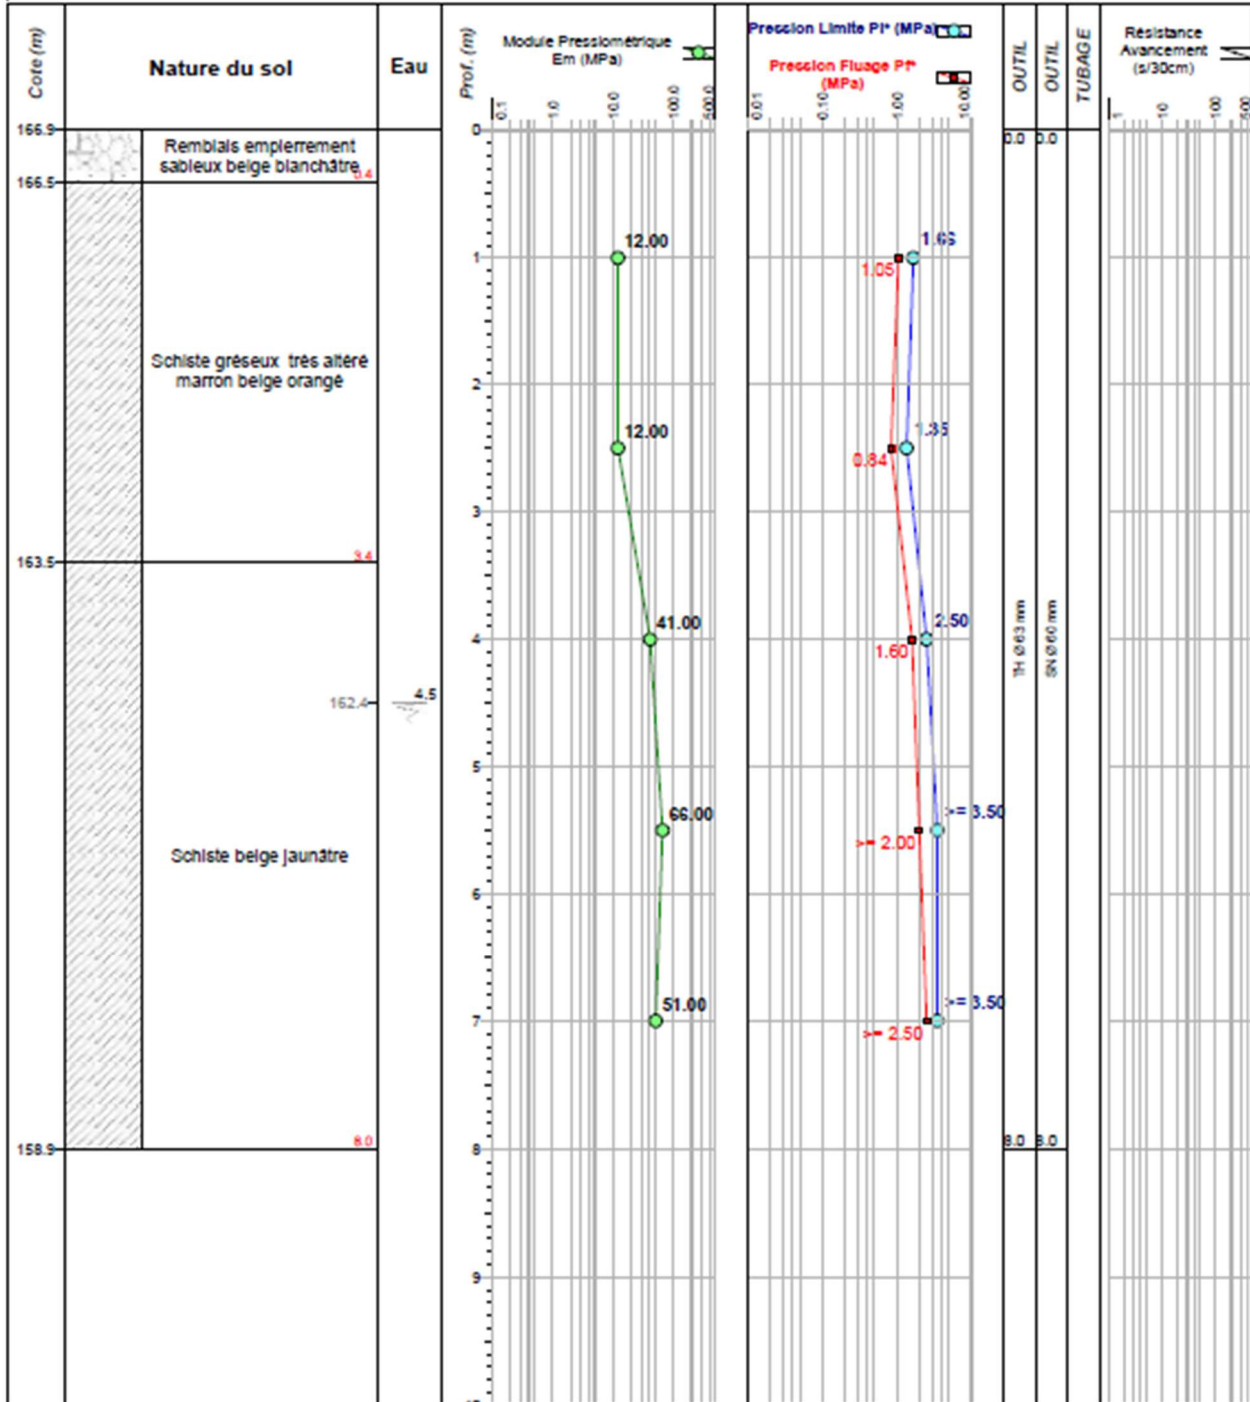 Cote (m)
Nature du sol
Eau
Prof. (m)
Module Pressiométrique
Em (MPa)
0.1
1.0
10.0
100.0
500.0
Pression Limite Pl* (MPa)
Pression Fluage Pf*
(MPa)
0.01
0.10
1.00
10.00
OUTIL
OUTIL
TUBAGE
Résistance
Avancement
(s/30cm)
1
10
100
500
166.9
0
0.0
0.0
Remblais empierrement
sableux beige blanchâtre
0.4
166.5
12.00
1.66
1
1.05
Schiste gréseux très altéré
marron beige orangé
2
12.00
1.35
0.84
3
3.4
163.5
41.00
2.50
4
1.60
TH Ø 63 mm
SN Ø 60 mm
162.4
4.5
5
66.00
>= 3.50
>= 2.00
Schiste beige jaunâtre
6
51.00
>= 3.50
7
>= 2.50
8.0
158.9
8
8.0
8.0
9